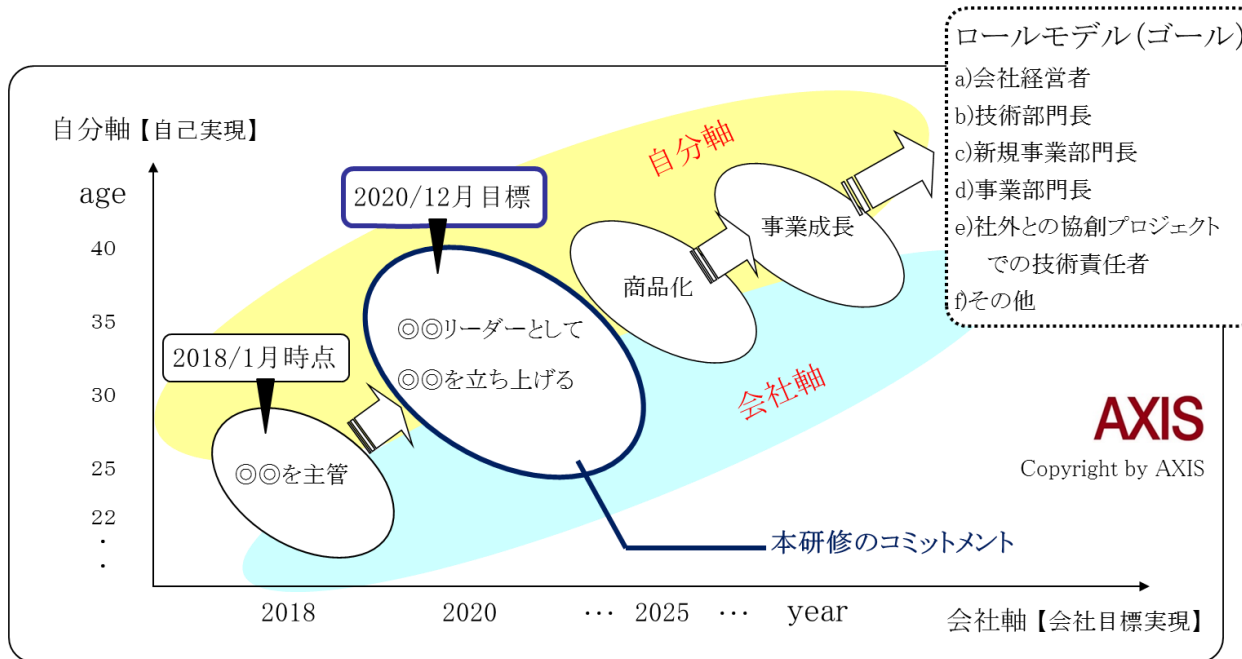 ロールモデル(ゴール)
a)会社経営者
b)技術部門長
c)新規事業部門長
d)事業部門長
e)社外との協創プロジェクト
での技術責任者
f)その他
自分軸【自己実現】
自分軸
age
2020/12月目標
事業成長
40
商品化
35
◎◎リーダーとして
2018/1月時点
◎◎を立ち上げる
30
会社軸
AXIS
Copyright by AXIS
25
◎◎を主管
22
・
・
本研修のコミットメント
2018 2020 … 2025 … year
会社軸【会社目標実現】